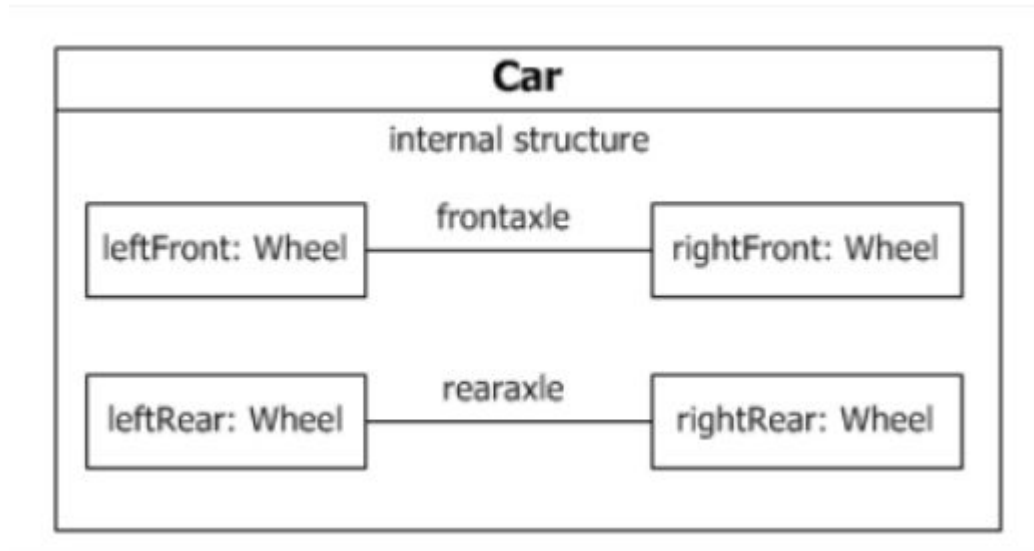 Car
internal structure
frontaxle
leftFront: Wheel
rightFront: Wheel
rearaxle
leftRear: Wheel
rightRear: Wheel